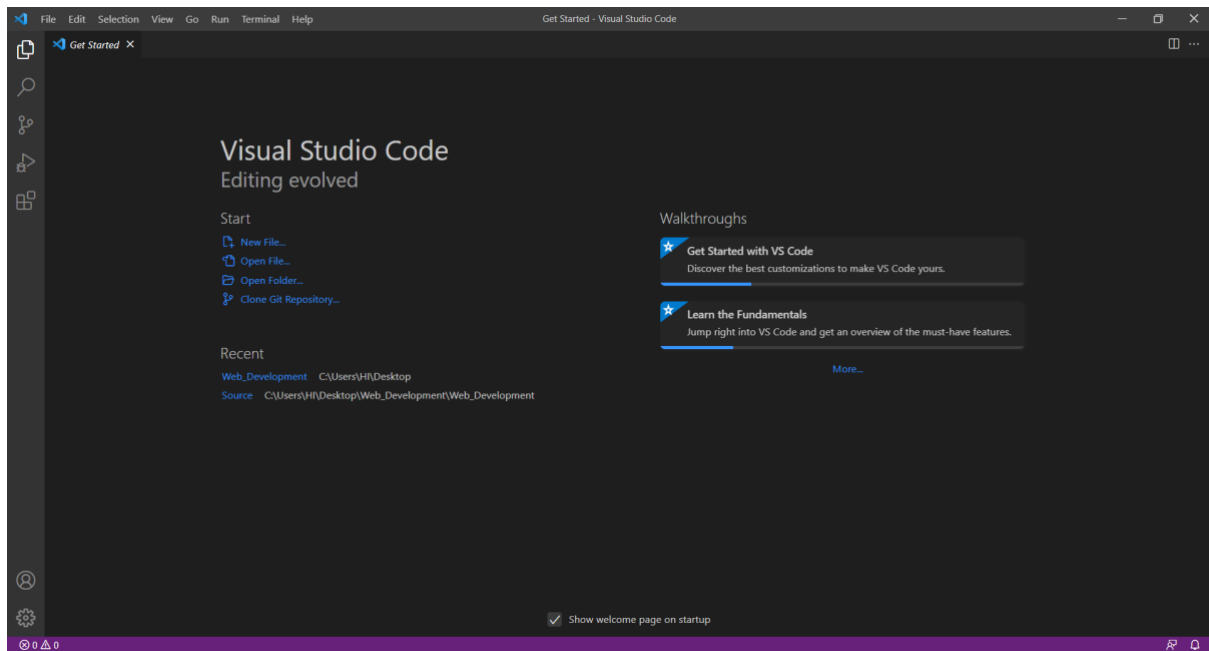 File Edit Selection View Go Run Terminal Help
Get Started - Visual Studio Code
Get Started
Visual Studio Code
Editing evolved
Start
New File...
Open File...
Open Folder...
Clone Git Repository...
Recent
Web_Development C:\Users\HI\Desktop
Source C:\Users\HI\Desktop\Web_Development\Web_Development
Walkthroughs
Get Started with VS Code
Discover the best customizations to make VS Code yours.
Learn the Fundamentals
Jump right into VS Code and get an overview of the must-have features.
More...
Show welcome page on startup
0 0